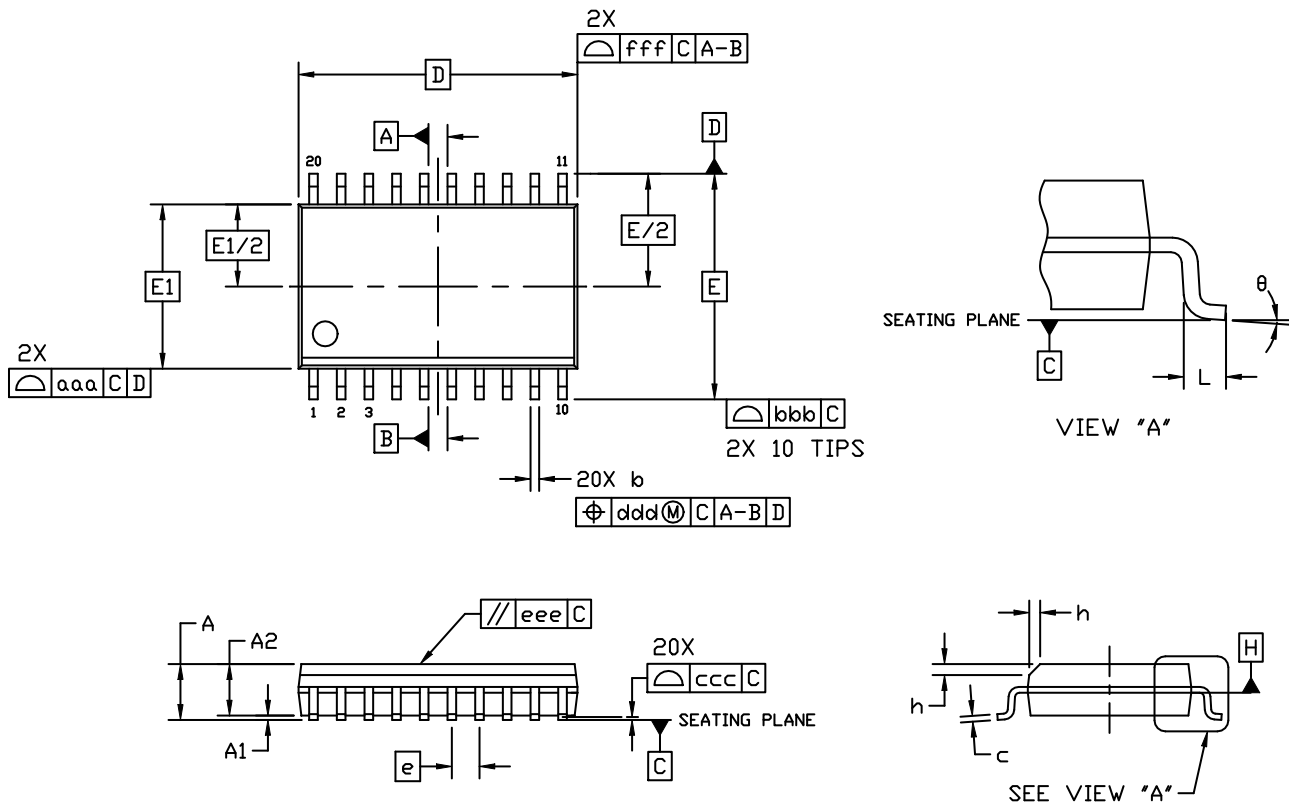 2X
⌓ fff C A-B
D
A
D
20
11
E1/2
E/2
E1
E
2X
⌓ aaa C D
1 2 3
10
B
⌓ bbb C
2X 10 TIPS
20X b
⌖ ddd Ⓜ C A-B D
θ
SEATING PLANE
C
L
VIEW "A"
// eee C
A
A2
20X
⌓ ccc C
SEATING PLANE
A1
e
C
h
H
h
c
SEE VIEW "A"